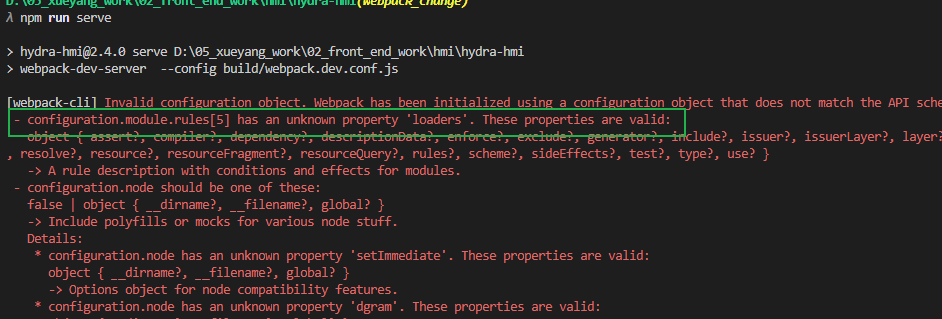 D:\05_xueyang_work\02_front_end_work\hmi\hydra-hmi(webpack_change)
λ npm run serve
> hydra-hmi@2.4.0 serve D:\05_xueyang_work\02_front_end_work\hmi\hydra-hmi
> webpack-dev-server --config build/webpack.dev.conf.js
[webpack-cli] Invalid configuration object. Webpack has been initialized using a configuration object that does not match the API sche
- configuration.module.rules[5] has an unknown property 'loaders'. These properties are valid:
object { assert?, compiler?, dependency?, descriptionData?, enforce?, exclude?, generator?, include?, issuer?, issuerLayer?, layer?
, resolve?, resource?, resourceFragment?, resourceQuery?, rules?, scheme?, sideEffects?, test?, type?, use? }
-> A rule description with conditions and effects for modules.
- configuration.node should be one of these:
false | object { __dirname?, __filename?, global? }
-> Include polyfills or mocks for various node stuff.
Details:
* configuration.node has an unknown property 'setImmediate'. These properties are valid:
object { __dirname?, __filename?, global? }
-> Options object for node compatibility features.
* configuration.node has an unknown property 'dgram'. These properties are valid: